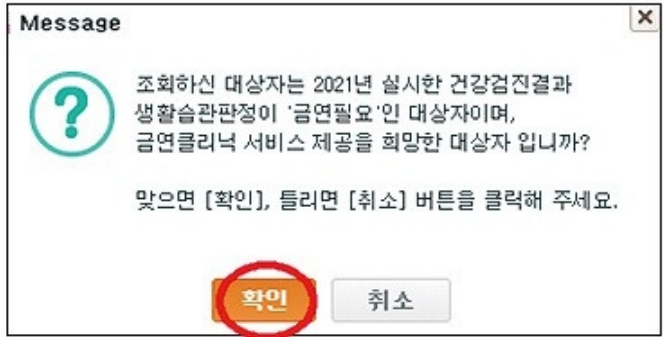 Message
조회하신 대상자는 2021년 실시한 건강검진결과
생활습관판정이 '금연필요'인 대상자이며,
금연클리닉 서비스 제공을 희망한 대상자 입니까?
맞으면 [확인], 틀리면 [취소] 버튼을 클릭해 주세요.
확인 취소